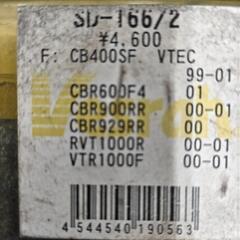 SD-166/2
¥4,600
F: CB400SF. VTEC
99-01
CBR600F4 01
CBR900RR 00-01
CBR929RR 00
RVT1000R 00-01
VTR1000F 00-01
4 544540 190563